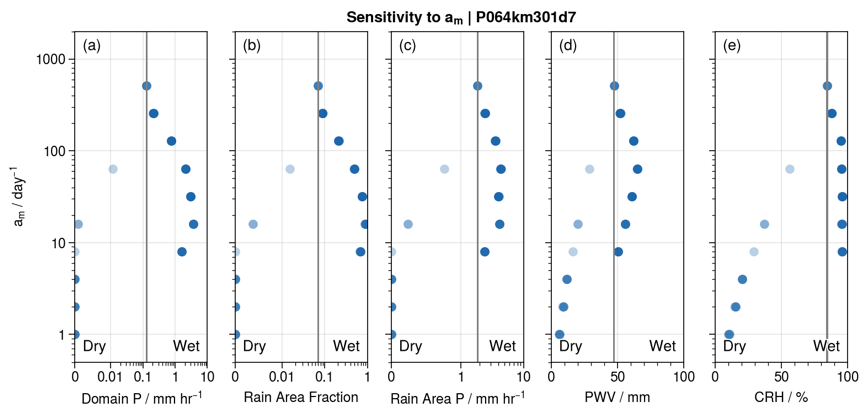 Sensitivity to aₘ | P064km301d7
(a) (b) (c) (d) (e)
1000
100
10
1
aₘ / day⁻¹
Dry Wet Dry Wet Dry Wet Dry Wet Dry Wet
0 0.01 0.1 1 10 0 0.01 0.1 1 0 1 10 0 50 100 0 50 100
Domain P / mm hr⁻¹ Rain Area Fraction Rain Area P / mm hr⁻¹ PWV / mm CRH / %